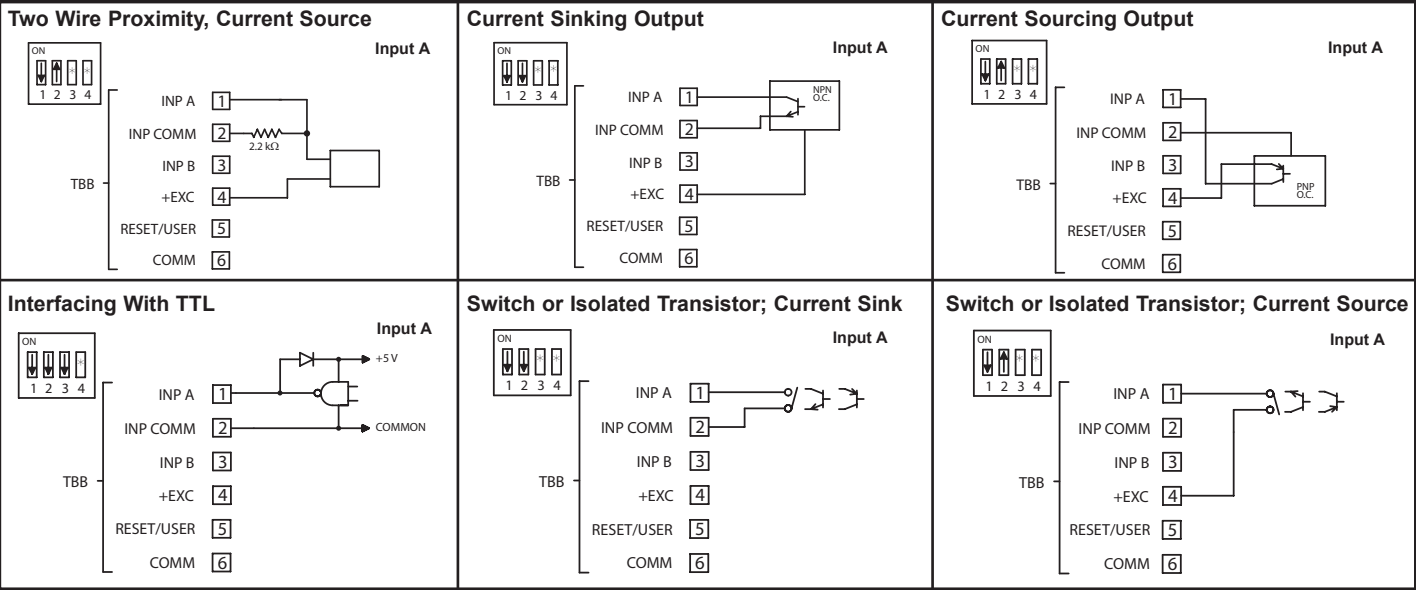 Two Wire Proximity, Current Source
Input A
ON
* *
1 2 3 4
INP A 1
INP COMM 2
2.2 kΩ
INP B 3
TBB
+EXC 4
RESET/USER 5
COMM 6
Current Sinking Output
Input A
ON
* *
1 2 3 4
NPN
O.C.
INP A 1
INP COMM 2
INP B 3
TBB
+EXC 4
RESET/USER 5
COMM 6
Current Sourcing Output
Input A
ON
* *
1 2 3 4
INP A 1
INP COMM 2
INP B 3
TBB
+EXC 4
PNP
O.C.
RESET/USER 5
COMM 6
Interfacing With TTL
Input A
ON
*
1 2 3 4
+5 V
INP A 1
INP COMM 2
COMMON
INP B 3
TBB
+EXC 4
RESET/USER 5
COMM 6
Switch or Isolated Transistor; Current Sink
Input A
ON
* *
1 2 3 4
INP A 1
INP COMM 2
INP B 3
TBB
+EXC 4
RESET/USER 5
COMM 6
Switch or Isolated Transistor; Current Source
Input A
ON
* *
1 2 3 4
INP A 1
INP COMM 2
INP B 3
TBB
+EXC 4
RESET/USER 5
COMM 6